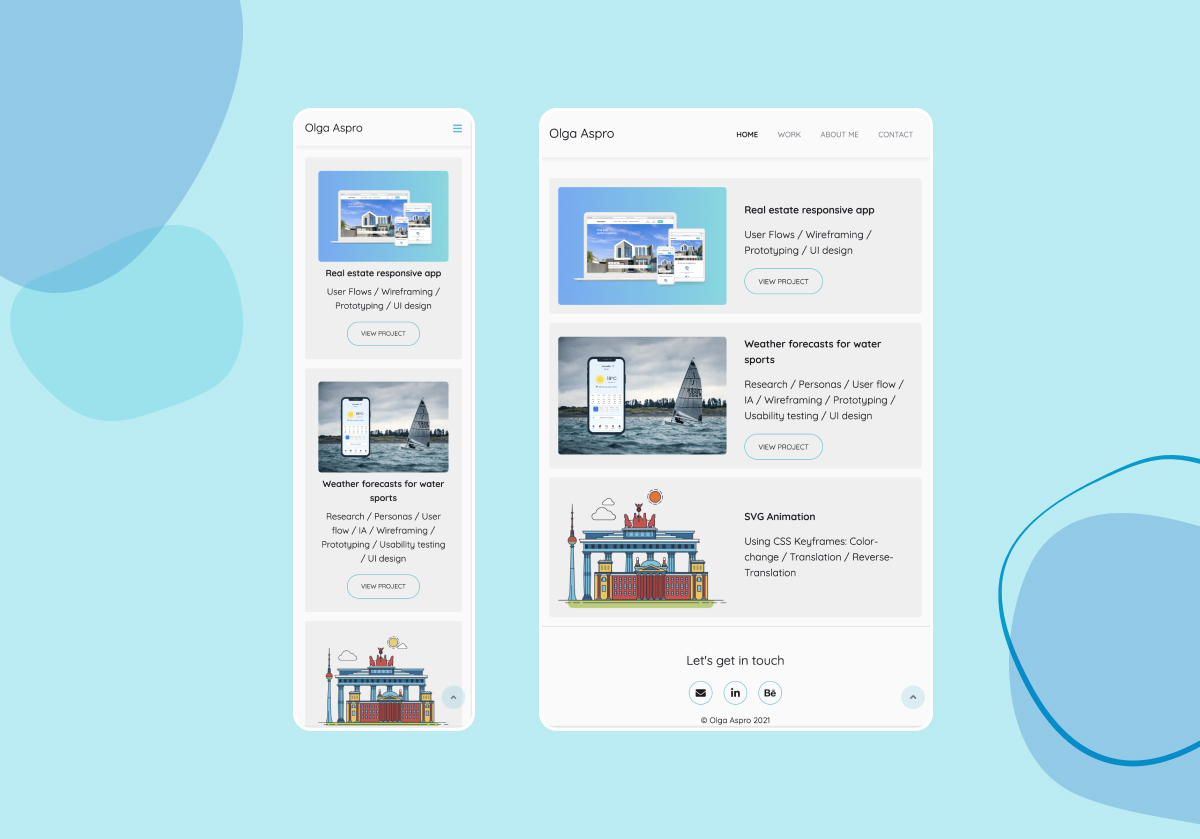 Olga Aspro
Real estate responsive app
User Flows / Wireframing /
Prototyping / UI design
VIEW PROJECT
Weather forecasts for water
sports
Research / Personas / User
flow / IA / Wireframing /
Prototyping / Usability testing
/ UI design
VIEW PROJECT
Olga Aspro
HOME WORK ABOUT ME CONTACT
Real estate responsive app
User Flows / Wireframing /
Prototyping / UI design
VIEW PROJECT
Weather forecasts for water
sports
Research / Personas / User flow /
IA / Wireframing / Prototyping /
Usability testing / UI design
VIEW PROJECT
SVG Animation
Using CSS Keyframes: Color-
change / Translation / Reverse-
Translation
Let's get in touch
in
Bē
© Olga Aspro 2021